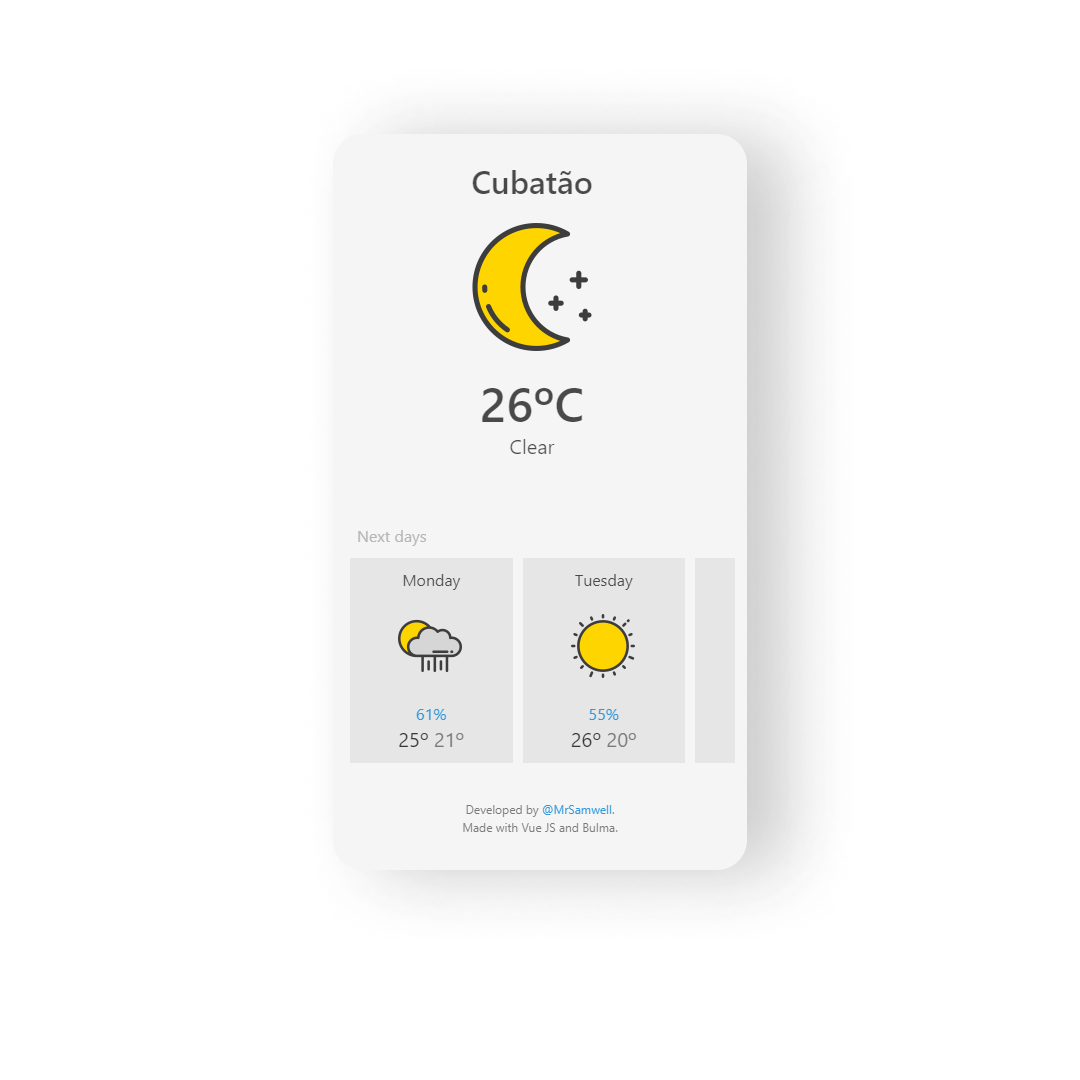 Cubatão
26ºC
Clear
Next days
Monday
61%
25º 21º
Tuesday
55%
26º 20º
Developed by @MrSamwell.
Made with Vue JS and Bulma.